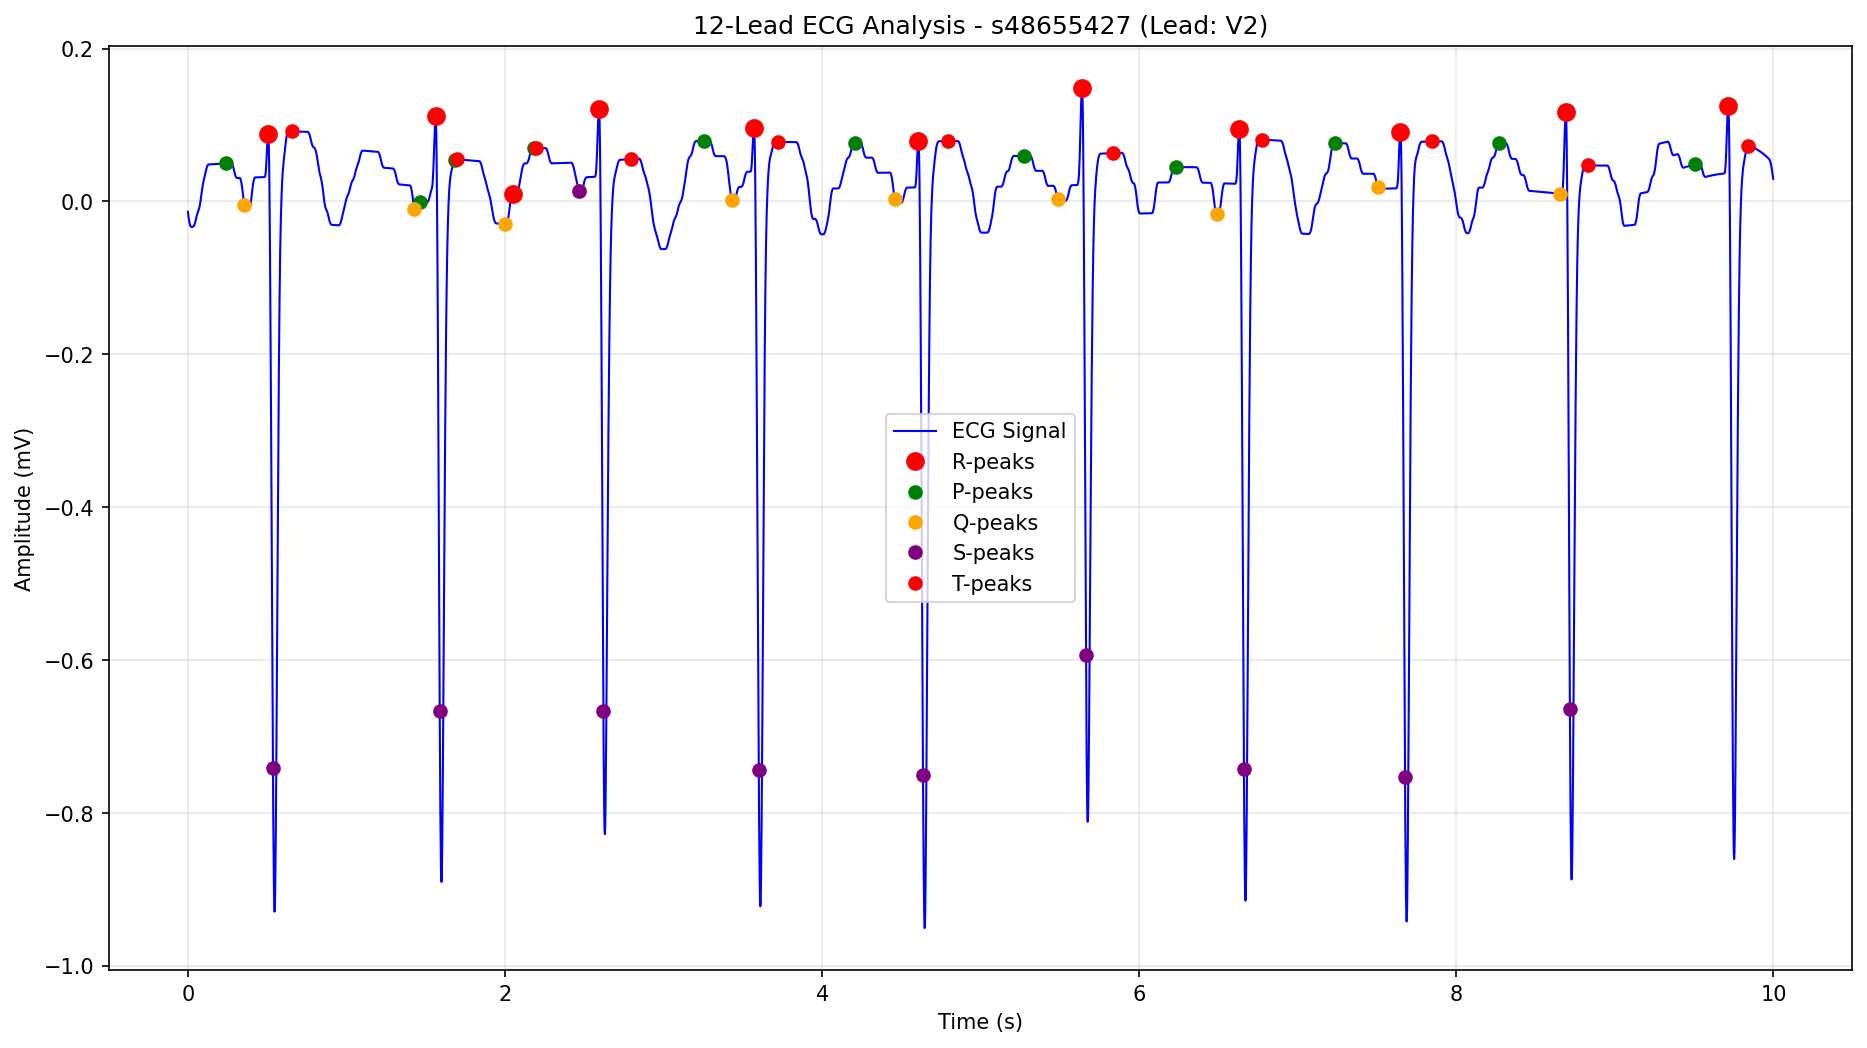 12-Lead ECG Analysis - s48655427 (Lead: V2)
Amplitude (mV)
0.2
0.0
−0.2
−0.4
−0.6
−0.8
−1.0
ECG Signal
R-peaks
P-peaks
Q-peaks
S-peaks
T-peaks
0 2 4 6 8 10
Time (s)